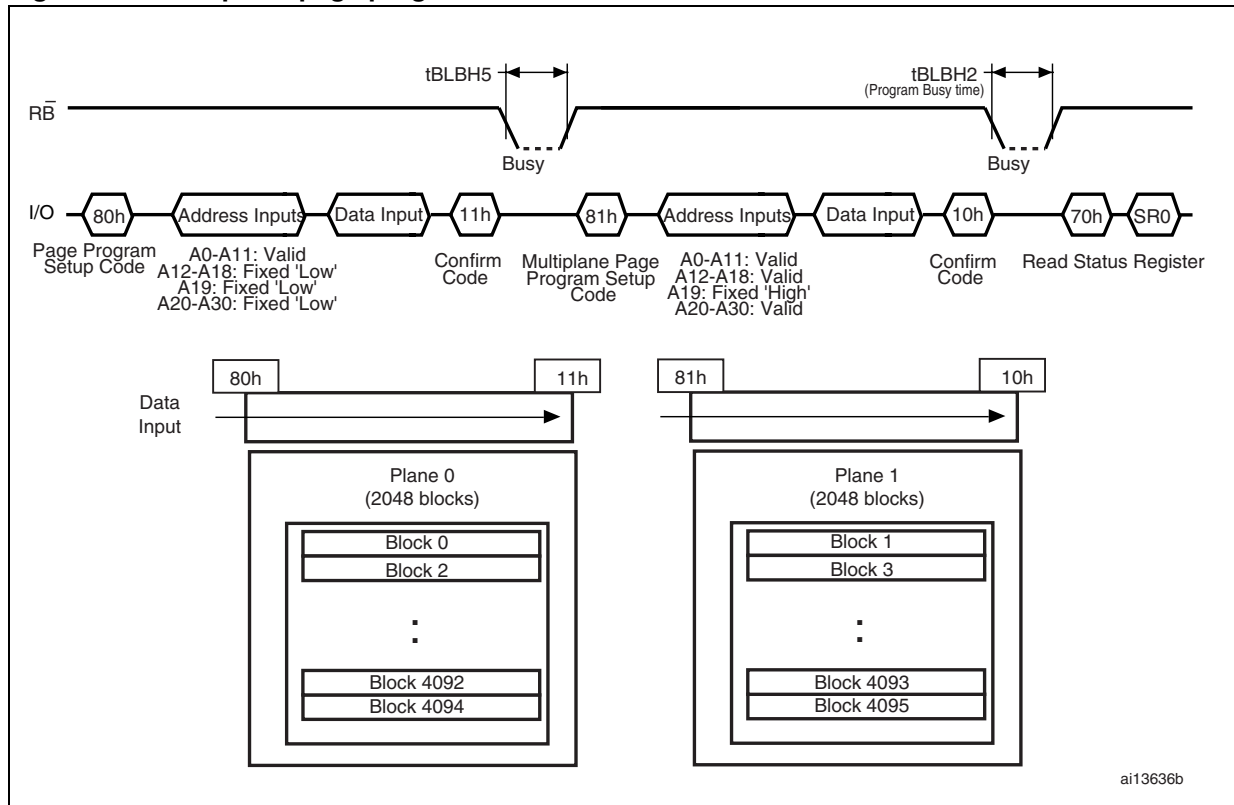 tBLBH5
tBLBH2
(Program Busy time)
RB̅
Busy
Busy
I/O
80h
Address Inputs
Data Input
11h
81h
Address Inputs
Data Input
10h
70h
SR0
Page Program
Setup Code
A0-A11: Valid
A12-A18: Fixed 'Low'
A19: Fixed 'Low'
A20-A30: Fixed 'Low'
Confirm
Code
Multiplane Page
Program Setup
Code
A0-A11: Valid
A12-A18: Valid
A19: Fixed 'High'
A20-A30: Valid
Confirm
Code
Read Status Register
80h
11h
81h
10h
Data
Input
Plane 0
(2048 blocks)
Block 0
Block 2
:
Block 4092
Block 4094
Plane 1
(2048 blocks)
Block 1
Block 3
:
Block 4093
Block 4095
ai13636b